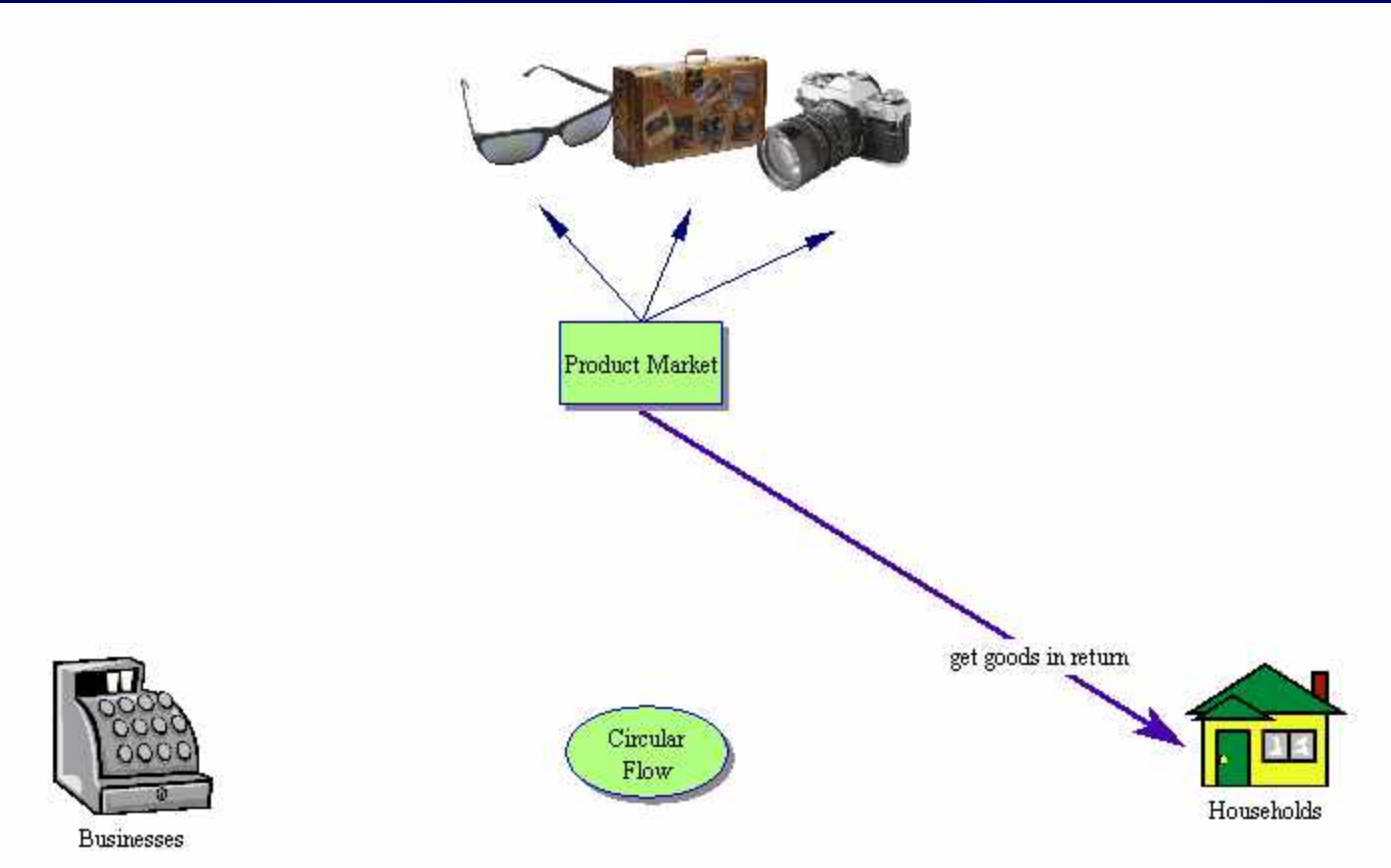 Product Market
get goods in return
Circular
Flow
Households
Businesses